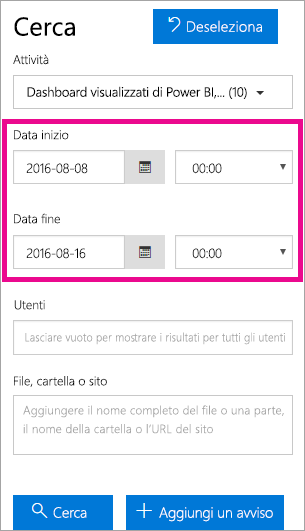 Cerca
Deseleziona
Attività
Dashboard visualizzati di Power BI,... (10)
Data inizio
2016-08-08
00:00
Data fine
2016-08-16
00:00
Utenti
Lasciare vuoto per mostrare i risultati per tutti gli utenti
File, cartella o sito
Aggiungere il nome completo del file o una parte,
il nome della cartella o l'URL del sito
Cerca
Aggiungi un avviso